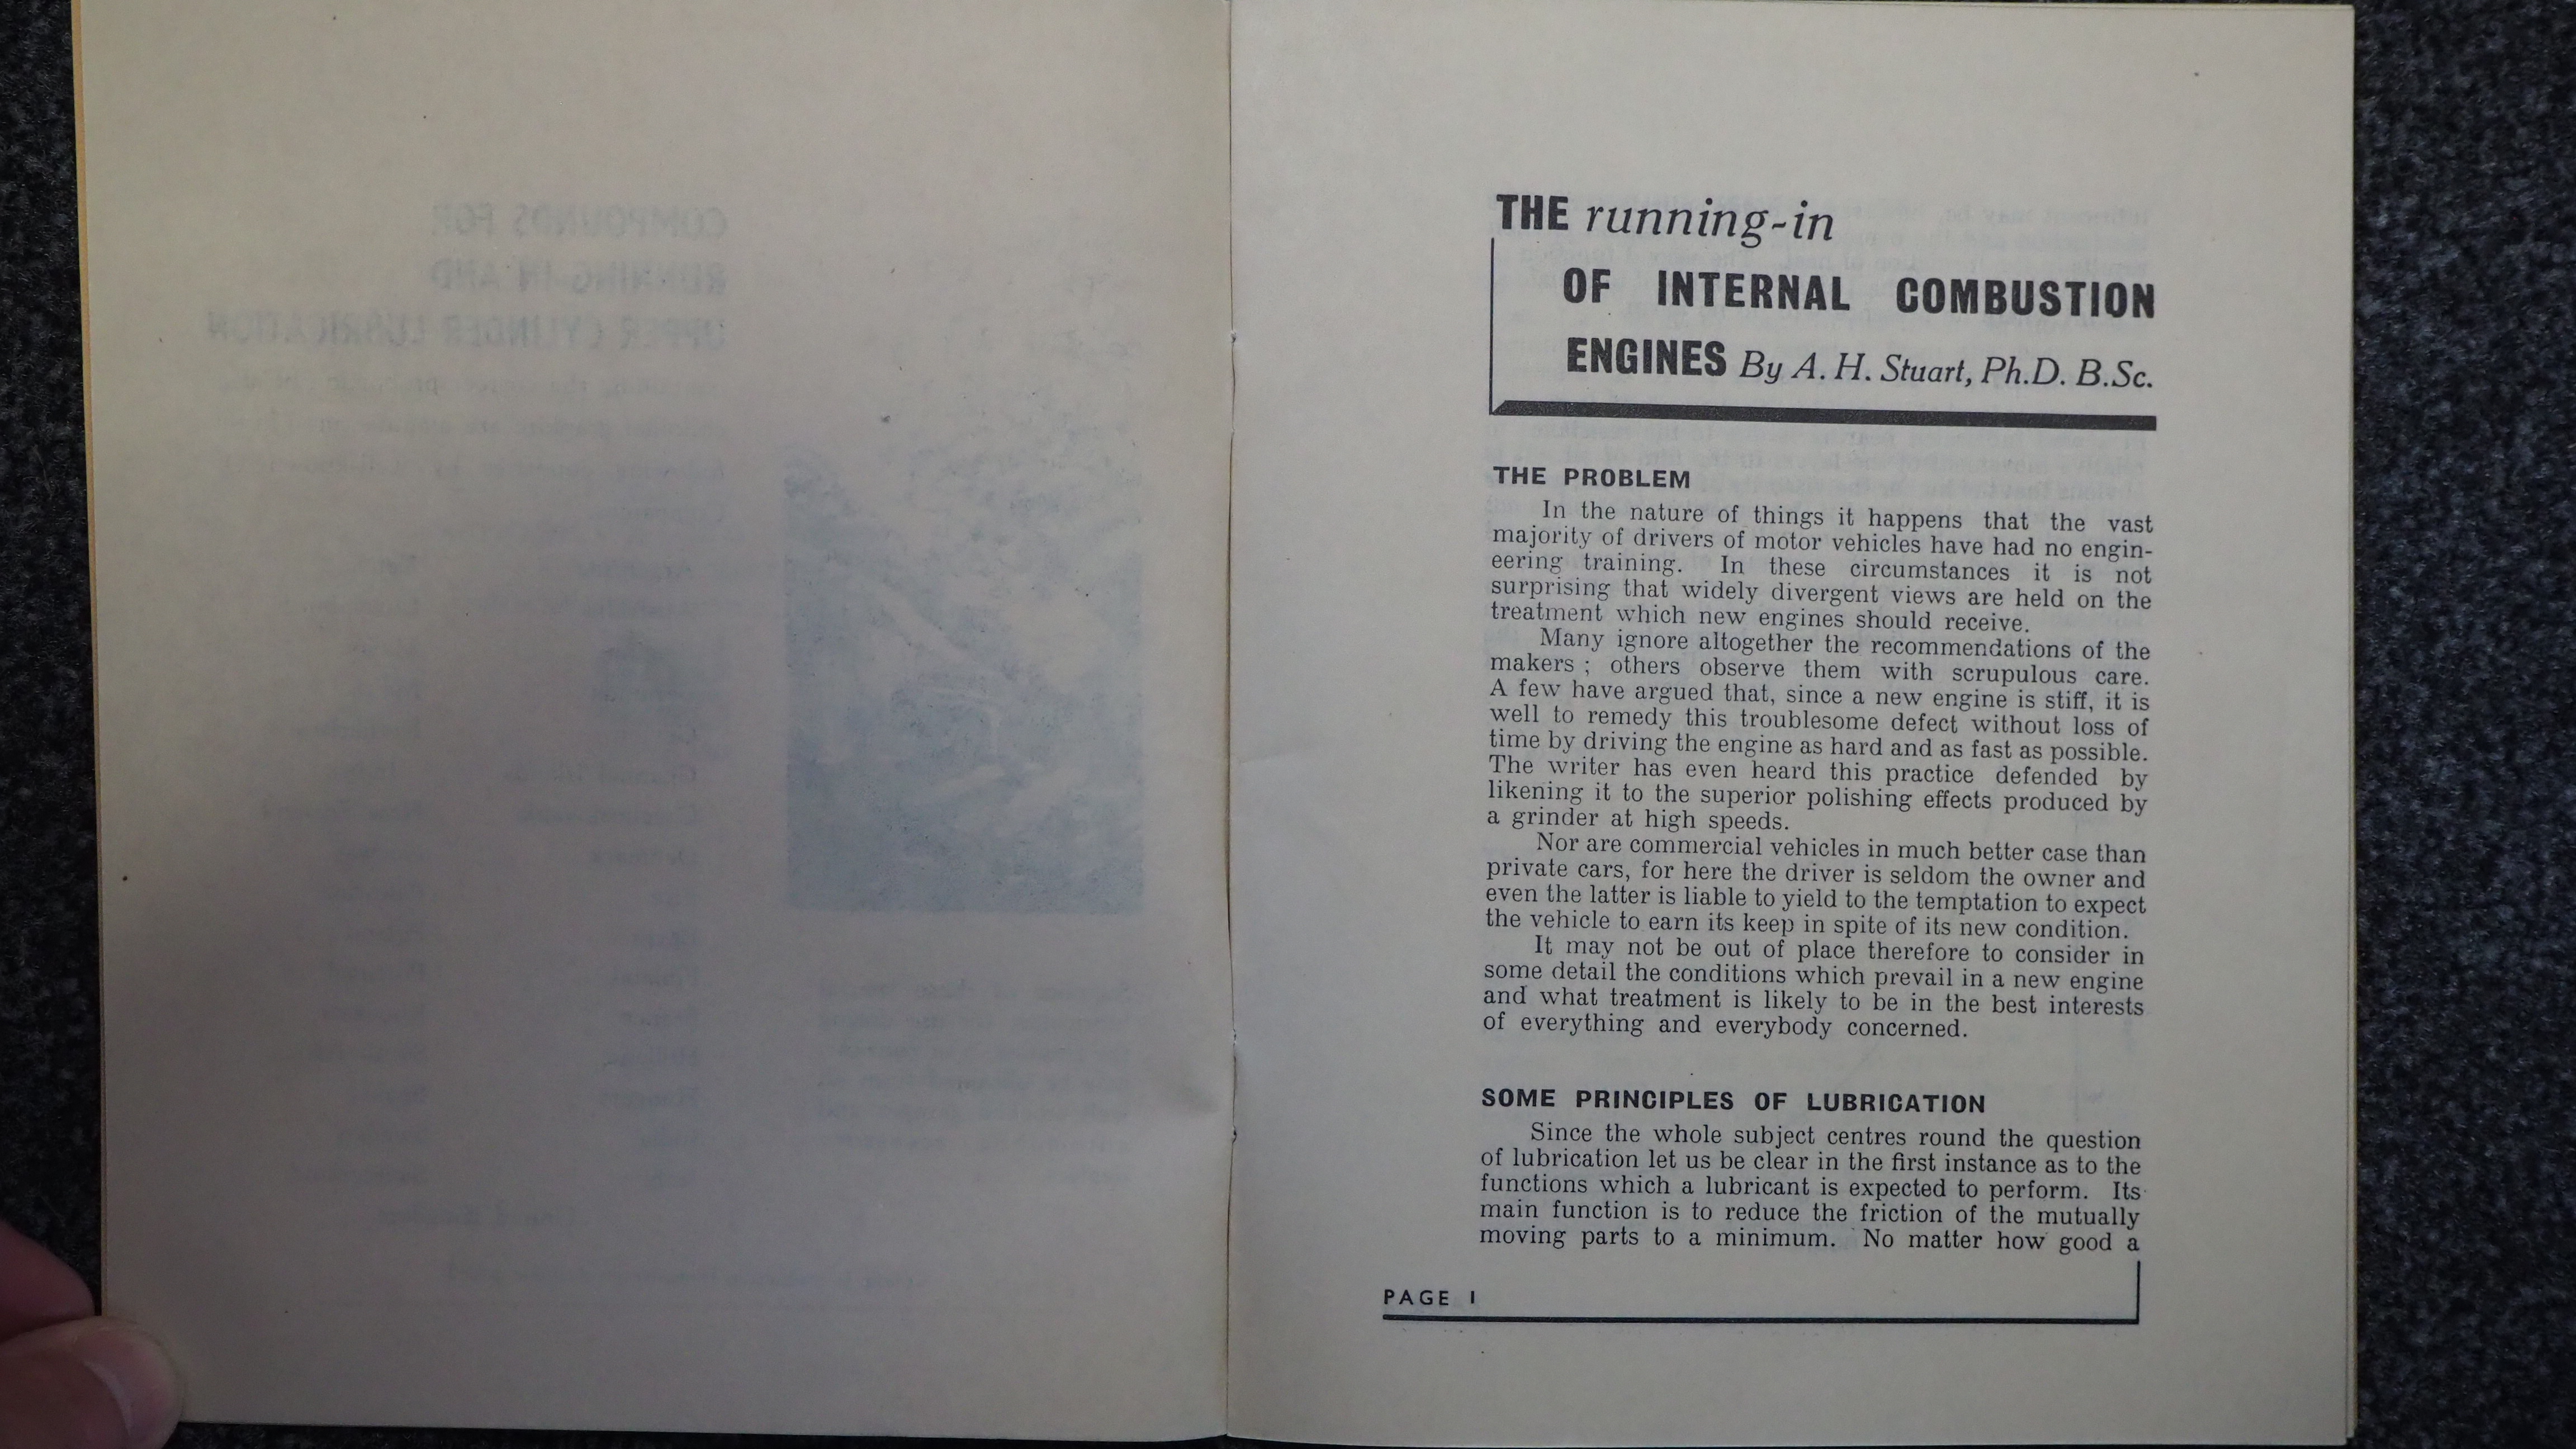 COMPOUNDS FOR
RUNNING-IN AND
UPPER CYLINDER LUBRICATION
THE running-in
OF INTERNAL COMBUSTION
ENGINES By A. H. Stuart, Ph.D. B.Sc.
THE PROBLEM
In the nature of things it happens that the vast
majority of drivers of motor vehicles have had no engin-
eering training. In these circumstances it is not
surprising that widely divergent views are held on the
treatment which new engines should receive.
Many ignore altogether the recommendations of the
makers ; others observe them with scrupulous care.
A few have argued that, since a new engine is stiff, it is
well to remedy this troublesome defect without loss of
time by driving the engine as hard and as fast as possible.
The writer has even heard this practice defended by
likening it to the superior polishing effects produced by
a grinder at high speeds.
Nor are commercial vehicles in much better case than
private cars, for here the driver is seldom the owner and
even the latter is liable to yield to the temptation to expect
the vehicle to earn its keep in spite of its new condition.
It may not be out of place therefore to consider in
some detail the conditions which prevail in a new engine
and what treatment is likely to be in the best interests
of everything and everybody concerned.
SOME PRINCIPLES OF LUBRICATION
Since the whole subject centres round the question
of lubrication let us be clear in the first instance as to the
functions which a lubricant is expected to perform. Its
main function is to reduce the friction of the mutually
moving parts to a minimum. No matter how good a
PAGE 1